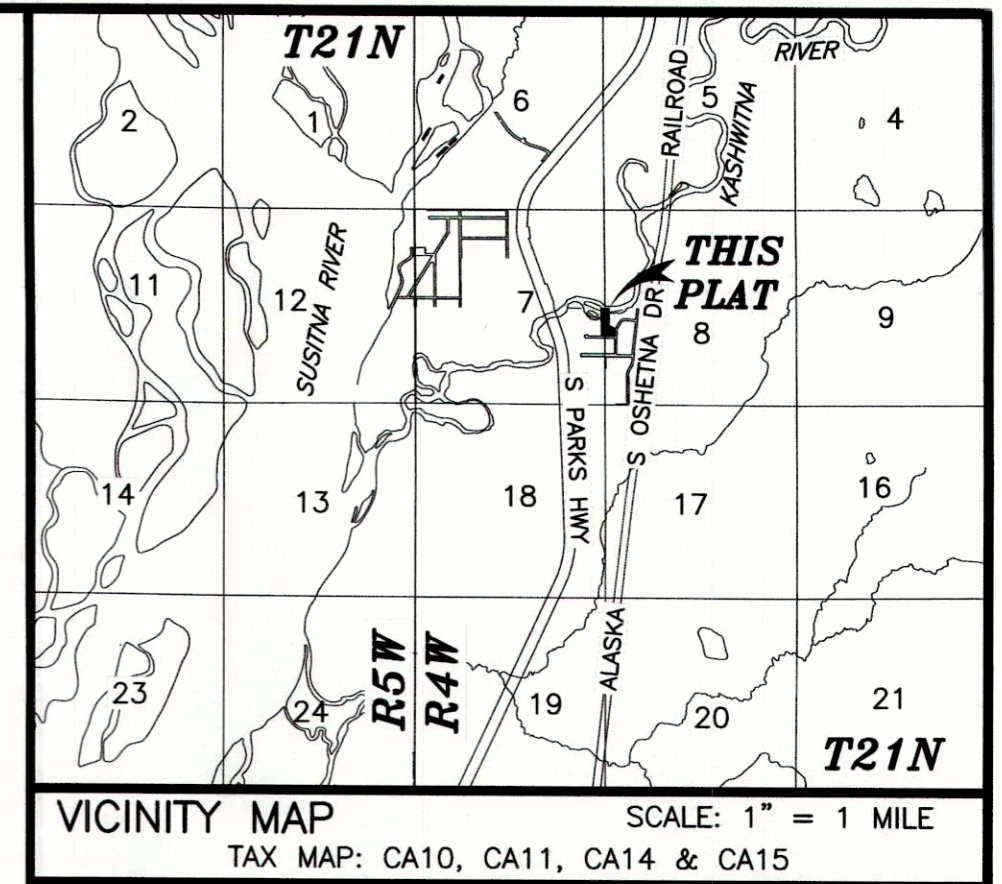 T21N
RIVER
2
1
6
RAILROAD
5
4
KASHWITNA
THIS
PLAT
SUSITNA RIVER
11
12
7
8
9
S OSHETNA DR
S PARKS HWY
14
13
18
17
16
ALASKA
R5W
R4W
23
24
19
20
21
T21N
VICINITY MAP
SCALE: 1" = 1 MILE
TAX MAP: CA10, CA11, CA14 & CA15